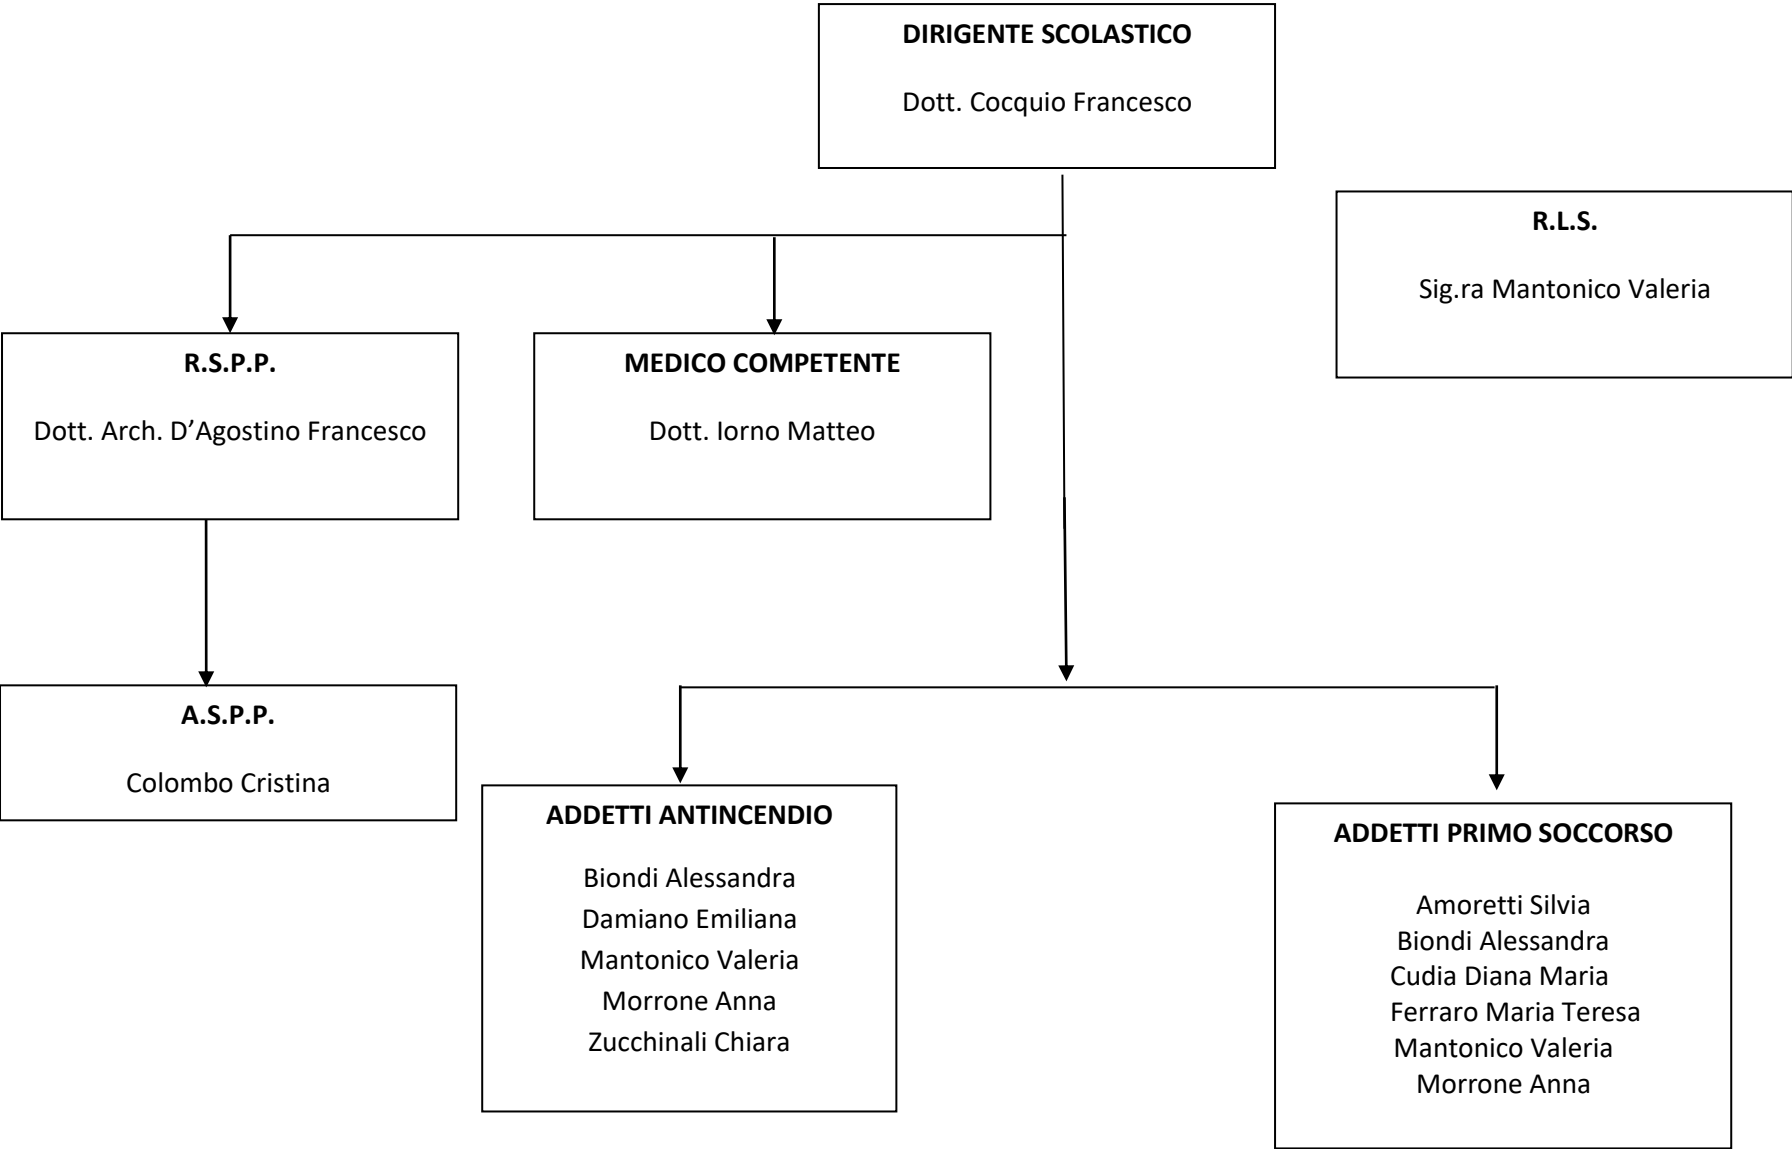 DIRIGENTE SCOLASTICO
Dott. Cocquio Francesco
R.L.S.
Sig.ra Mantonico Valeria
R.S.P.P.
Dott. Arch. D’Agostino Francesco
MEDICO COMPETENTE
Dott. Iorno Matteo
A.S.P.P.
Colombo Cristina
ADDETTI ANTINCENDIO
Biondi Alessandra
Damiano Emiliana
Mantonico Valeria
Morrone Anna
Zucchinali Chiara
ADDETTI PRIMO SOCCORSO
Amoretti Silvia
Biondi Alessandra
Cudia Diana Maria
Ferraro Maria Teresa
Mantonico Valeria
Morrone Anna